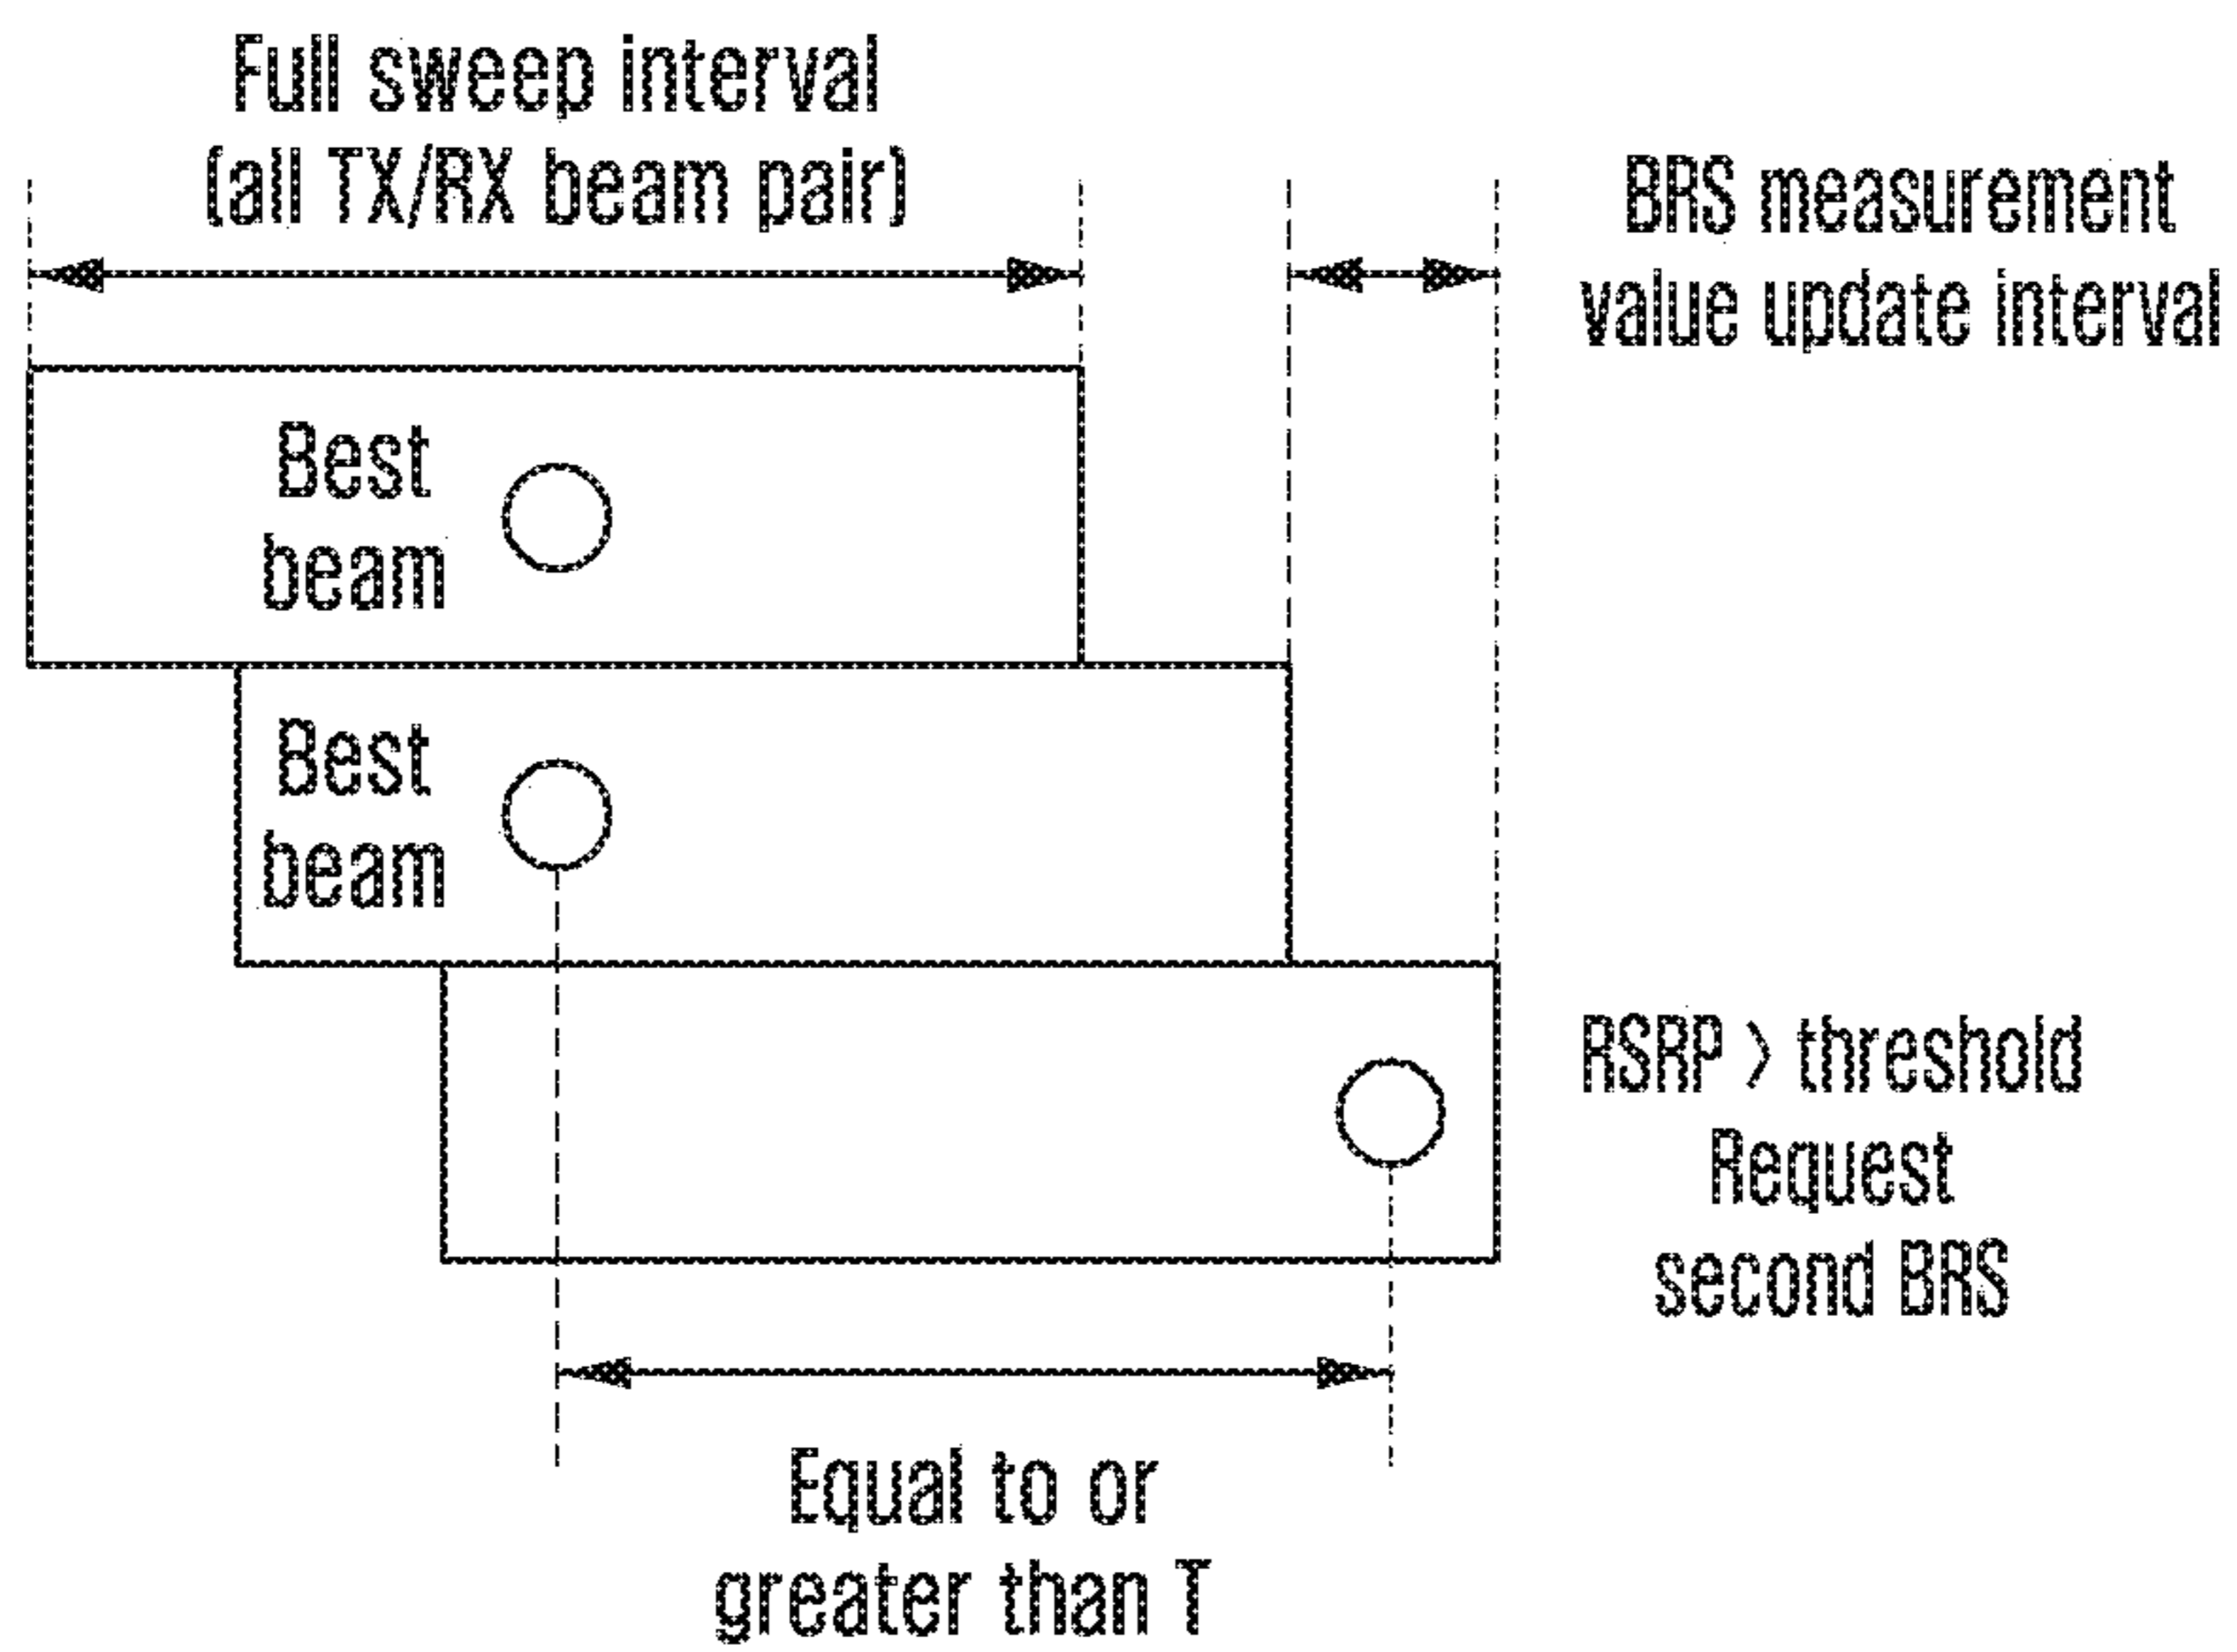 Full sweep interval
(all TX/RX beam pair)
BRS measurement
value update interval
Best
beam
Best
beam
RSRP > threshold
Request
second BRS
Equal to or
greater than T